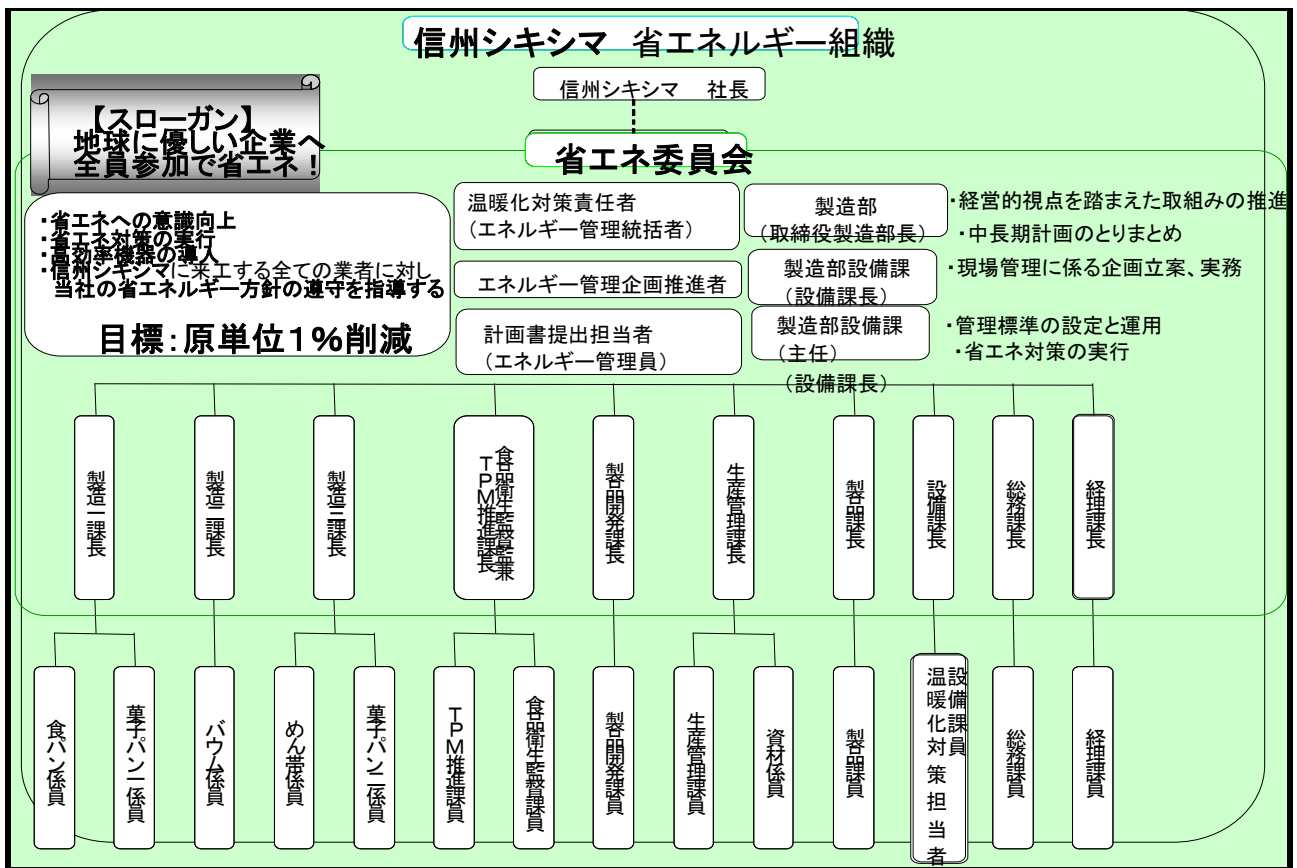 信州シキシマ 省エネルギー組織
信州シキシマ 社長
【スローガン】
地球に優しい企業へ
全員参加で省エネ！
省エネ委員会
・省エネへの意識向上
・省エネ対策の実行
・高効率機器の導入
・信州シキシマに来工する全ての業者に対し
当社の省エネルギー方針の遵守を指導する
目標：原単位１％削減
温暖化対策責任者
（エネルギー管理統括者）
製造部
（取締役製造部長）
・経営的視点を踏まえた取組みの推進
・中長期計画のとりまとめ
エネルギー管理企画推進者
製造部設備課
（設備課長）
・現場管理に係る企画立案、実務
計画書提出担当者
（エネルギー管理員）
製造部設備課
（主任）
（設備課長）
・管理標準の設定と運用
・省エネ対策の実行
製造一課長
製造二課長
製造三課長
食品衛生監督監兼
ＴＰＭ推進課長
製品開発課長
生産管理課長
製品課長
設備課長
総務課長
経理課長
食パン係員
菓子パン一係員
バウム係員
めん帯係員
菓子パン二係員
ＴＰＭ推進課員
食品衛生監督課員
製品開発課員
生産管理課員
資材係員
製品課員
設備課員
温暖化対策担当者
総務課員
経理課員